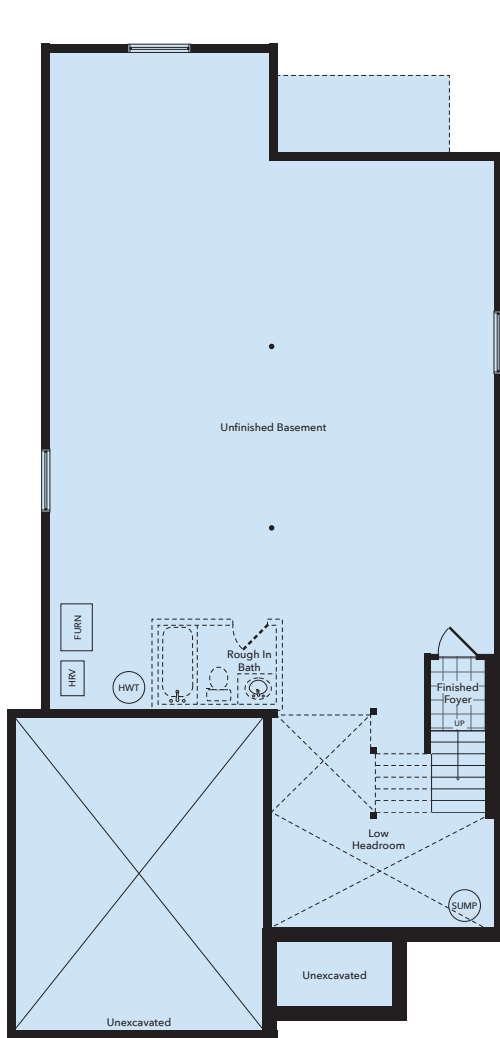 Unfinished Basement
FURN
Rough In
Bath
HRV
HWT
Finished
Foyer
UP
Low
Headroom
SUMP
Unexcavated
Unexcavated